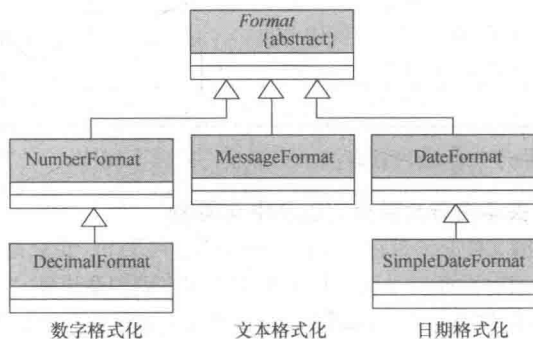 Format
{abstract}
NumberFormat
MessageFormat
DateFormat
DecimalFormat
SimpleDateFormat
数字格式化
文本格式化
日期格式化